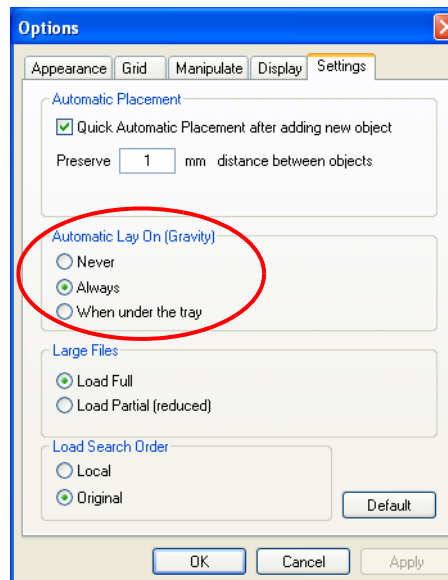 Options
Appearance Grid Manipulate Display Settings
Automatic Placement
Quick Automatic Placement after adding new object
Preserve 1 mm distance between objects
Automatic Lay On (Gravity)
Never
Always
When under the tray
Large Files
Load Full
Load Partial (reduced)
Load Search Order
Local
Original
Default
OK Cancel Apply